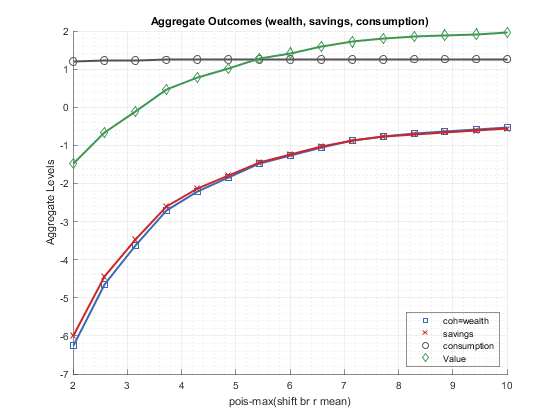 Aggregate Outcomes (wealth, savings, consumption)
2
1
0
-1
-2
-3
-4
-5
-6
-7
Aggregate Levels
2 3 4 5 6 7 8 9 10
pois-max(shift br r mean)
coh=wealth
savings
consumption
Value